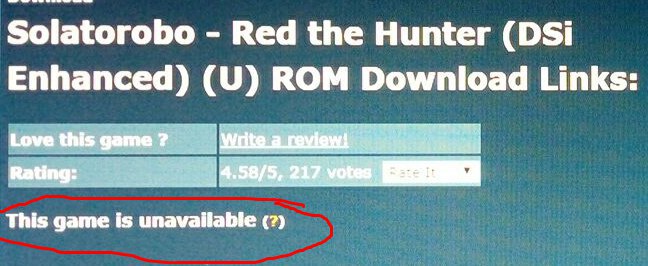 Download
Solatorobo - Red the Hunter (DSi
Enhanced) (U) ROM Download Links:
Love this game ? Write a review!
Rating: 4.58/5, 217 votes Rate It
This game is unavailable (?)